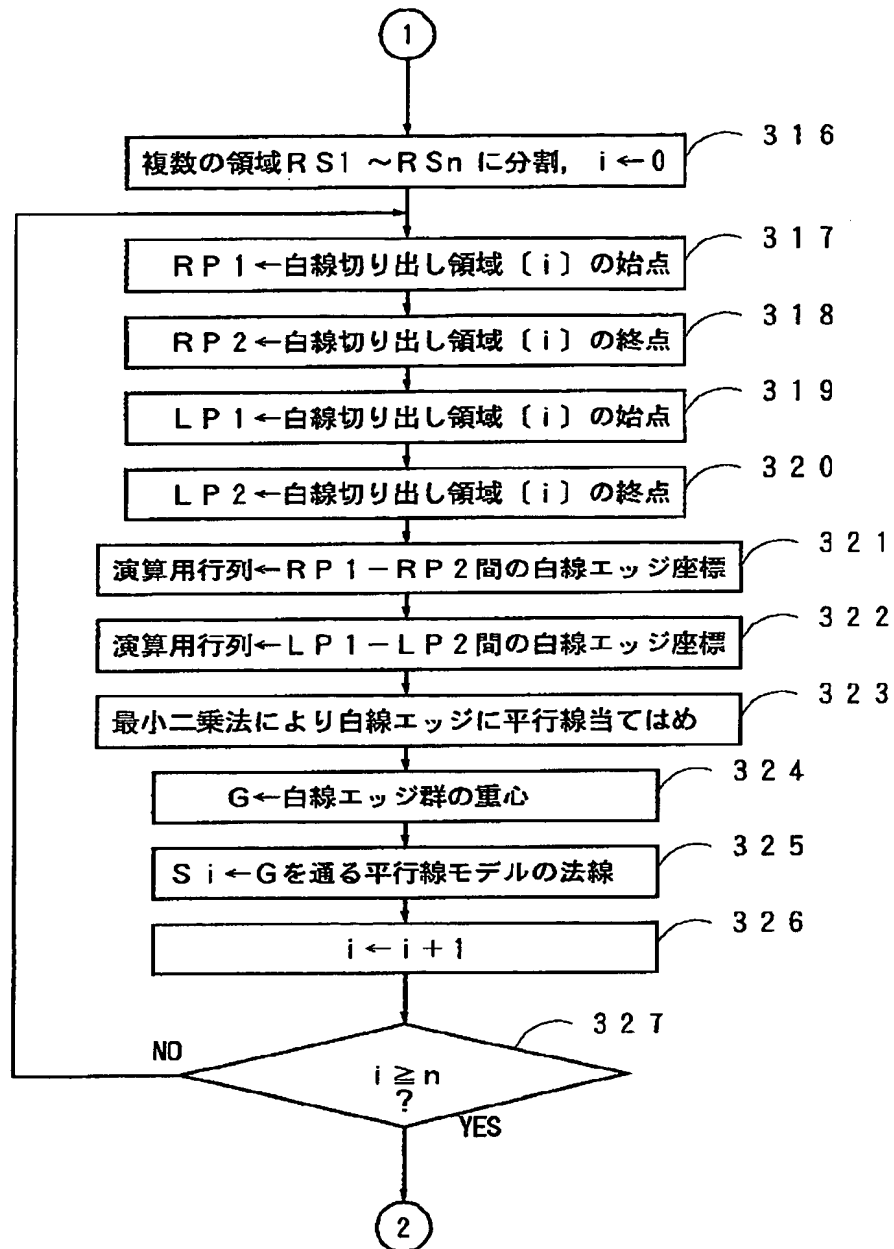 1
316
複数の領域RS1～RSnに分割, i←0
317
RP1←白線切り出し領域〔i〕の始点
318
RP2←白線切り出し領域〔i〕の終点
319
LP1←白線切り出し領域〔i〕の始点
320
LP2←白線切り出し領域〔i〕の終点
321
演算用行列←RP1－RP2間の白線エッジ座標
322
演算用行列←LP1－LP2間の白線エッジ座標
323
最小二乗法により白線エッジに平行線当てはめ
324
G←白線エッジ群の重心
325
Si←Gを通る平行線モデルの法線
326
i←i+1
327
NO
i≧n
?
YES
2